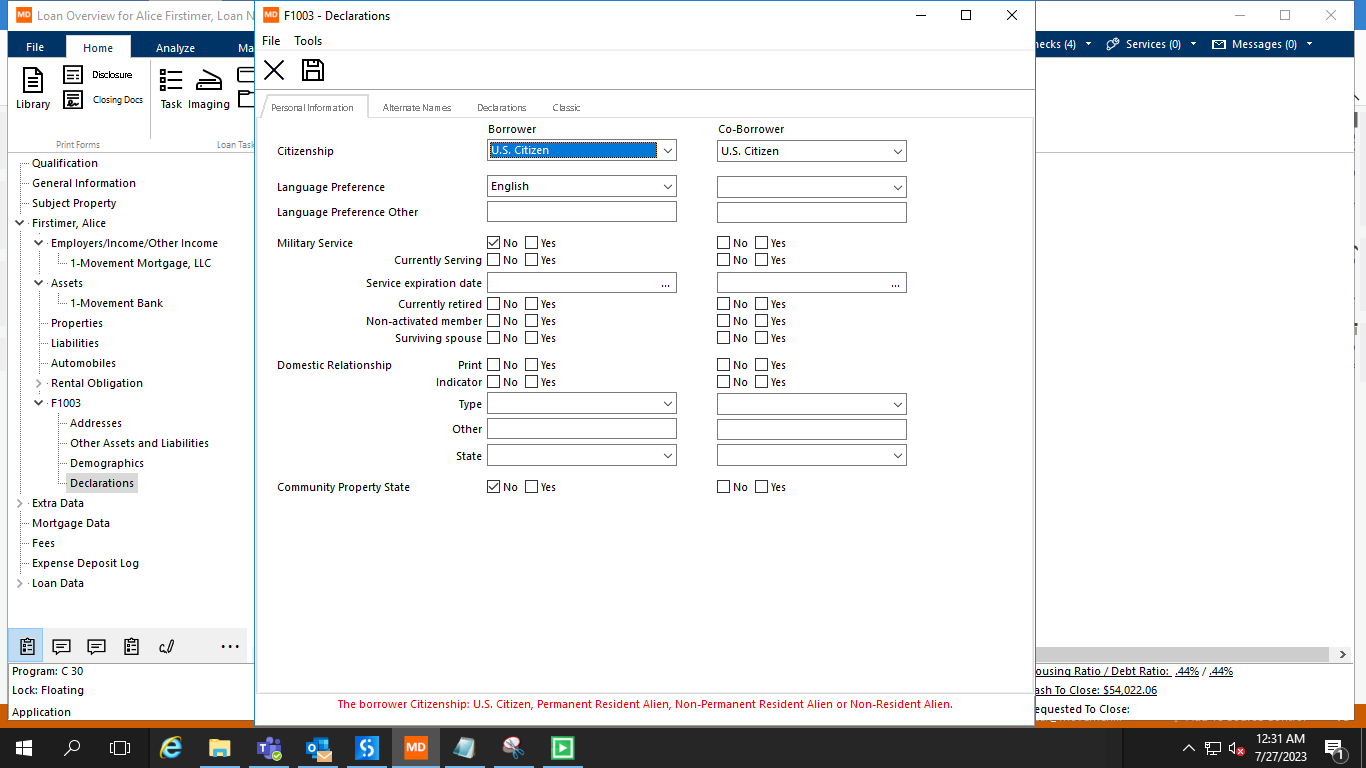 MD Loan Overview for Alice Firstimer, Loan N
MD F1003 - Declarations
File Home Analyze Ma
hecks (4) Services (0) Messages (0)
File Tools
Library
Disclosure
Closing Docs
Task Imaging
Print Forms Loan Task
Personal Information Alternate Names Declarations Classic
Borrower Co-Borrower
Citizenship U.S. Citizen U.S. Citizen
Language Preference English
Language Preference Other
Military Service No Yes No Yes
Currently Serving No Yes No Yes
Service expiration date ... ...
Currently retired No Yes No Yes
Non-activated member No Yes No Yes
Surviving spouse No Yes No Yes
Domestic Relationship Print No Yes No Yes
Indicator No Yes No Yes
Type
Other
State
Community Property State No Yes No Yes
Qualification
General Information
Subject Property
Firstimer, Alice
Employers/Income/Other Income
1-Movement Mortgage, LLC
Assets
1-Movement Bank
Properties
Liabilities
Automobiles
Rental Obligation
F1003
Addresses
Other Assets and Liabilities
Demographics
Declarations
Extra Data
Mortgage Data
Fees
Expense Deposit Log
Loan Data
Program: C 30
Lock: Floating
Application
ousing Ratio / Debt Ratio: .44% / .44%
ash To Close: $54,022.06
equested To Close:
The borrower Citizenship: U.S. Citizen, Permanent Resident Alien, Non-Permanent Resident Alien or Non-Resident Alien.
MD
12:31 AM
7/27/2023
1